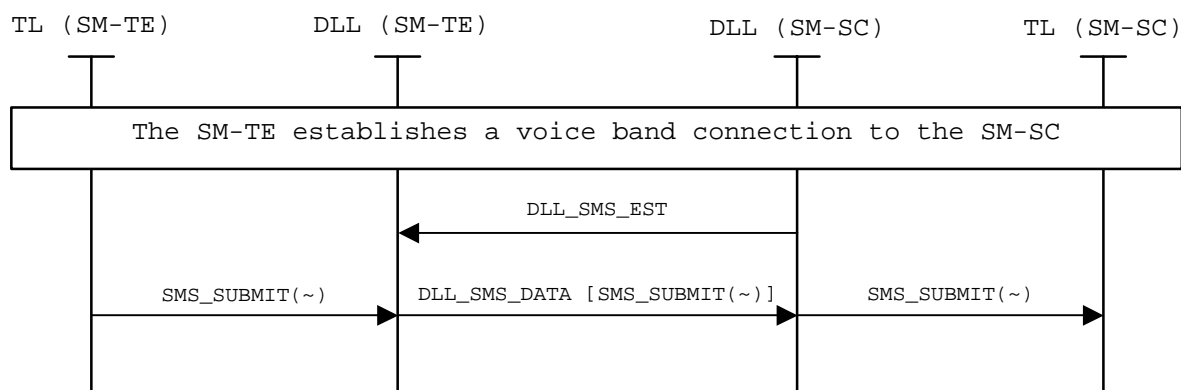 TL (SM-TE) DLL (SM-TE) DLL (SM-SC) TL (SM-SC)
The SM-TE establishes a voice band connection to the SM-SC
DLL_SMS_EST
SMS_SUBMIT(~) DLL_SMS_DATA [SMS_SUBMIT(~)] SMS_SUBMIT(~)